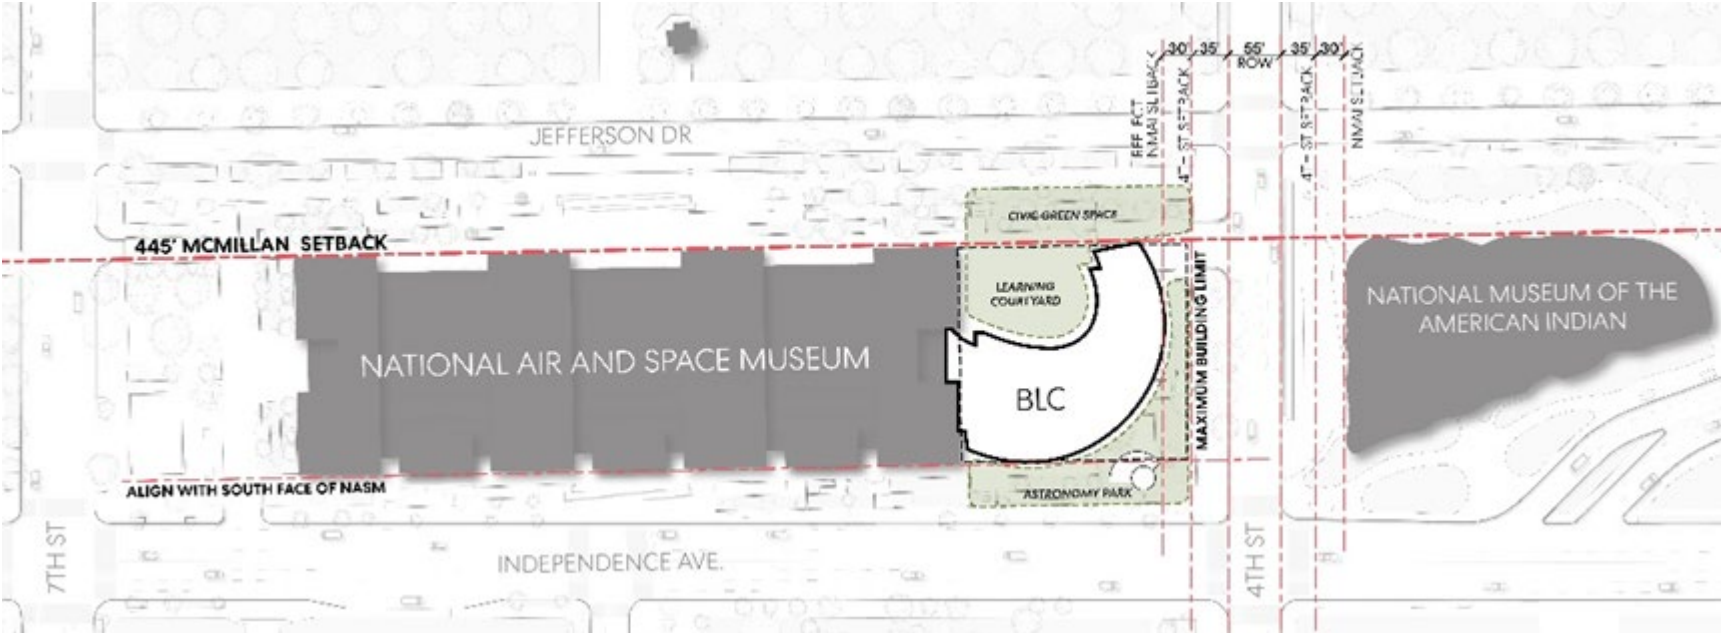 30' 35' 55' 35' 30'
ROW
NMAI SETBACK
4TH ST SETBACK
4TH ST SETBACK
NMAI SETBACK
JEFFERSON DR
CIVIC GREEN SPACE
445' MCMILLAN SETBACK
LEARNING
COURTYARD
MAXIMUM BUILDING LIMIT
NATIONAL MUSEUM OF THE
AMERICAN INDIAN
NATIONAL AIR AND SPACE MUSEUM
BLC
ALIGN WITH SOUTH FACE OF NASM
ASTRONOMY PARK
7TH ST
INDEPENDENCE AVE.
4TH ST